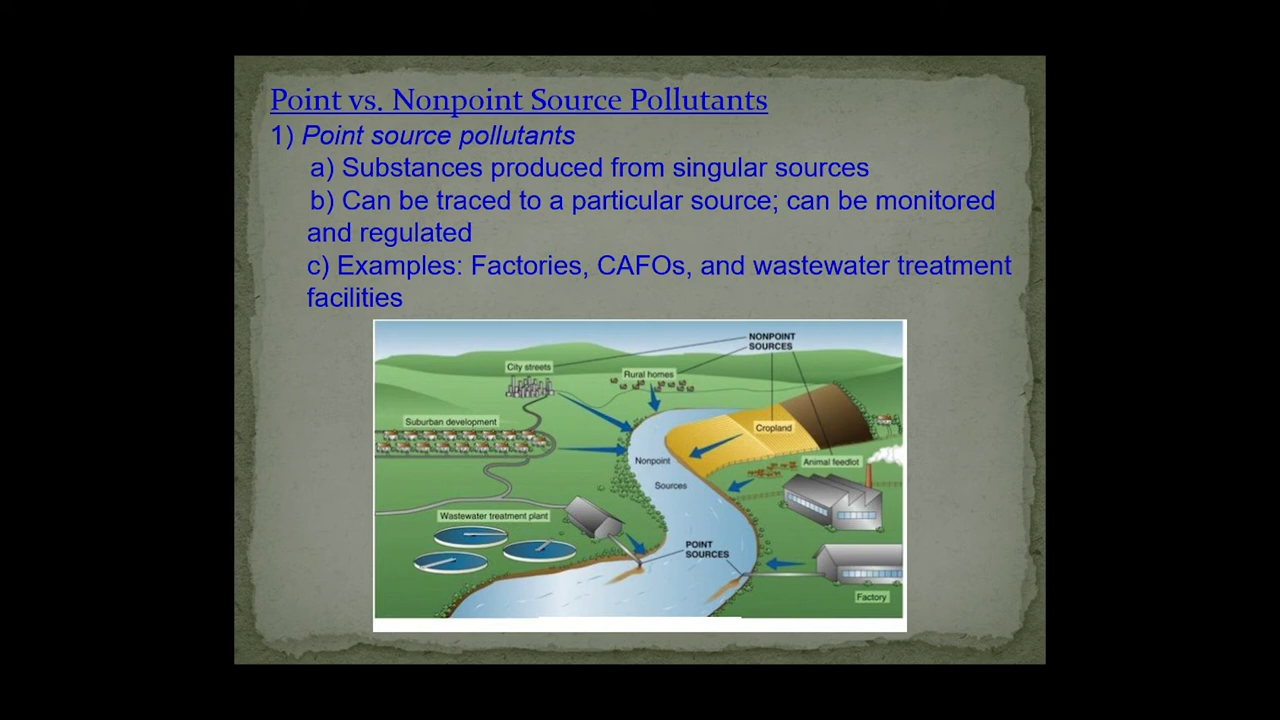 Point vs. Nonpoint Source Pollutants
1) Point source pollutants
a) Substances produced from singular sources
b) Can be traced to a particular source; can be monitored
and regulated
c) Examples: Factories, CAFOs, and wastewater treatment
facilities
NONPOINT
SOURCES
City streets
Rural homes
Suburban development
Cropland
Nonpoint
Animal feedlot
Sources
Wastewater treatment plant
POINT
SOURCES
Factory